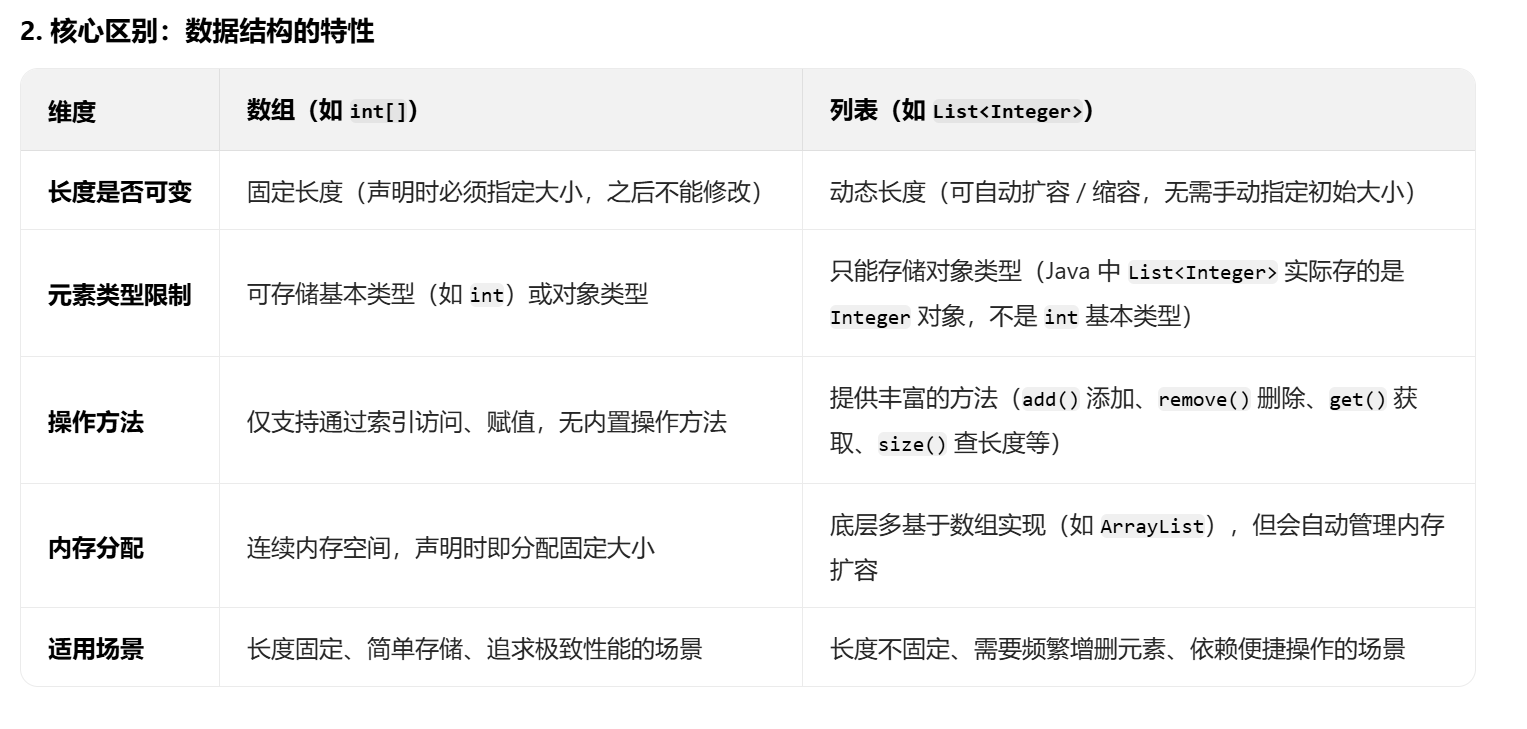 2. 核心区别：数据结构的特性
维度
数组（如 int[]）
列表（如 List<Integer>）
长度是否可变
固定长度（声明时必须指定大小，之后不能修改）
动态长度（可自动扩容 / 缩容，无需手动指定初始大小）
元素类型限制
可存储基本类型（如 int）或对象类型
只能存储对象类型（Java 中 List<Integer> 实际存的是
Integer 对象，不是 int 基本类型）
操作方法
仅支持通过索引访问、赋值，无内置操作方法
提供丰富的方法（add() 添加、remove() 删除、get() 获
取、size() 查长度等）
内存分配
连续内存空间，声明时即分配固定大小
底层多基于数组实现（如 ArrayList），但会自动管理内存
扩容
适用场景
长度固定、简单存储、追求极致性能的场景
长度不固定、需要频繁增删元素、依赖便捷操作的场景